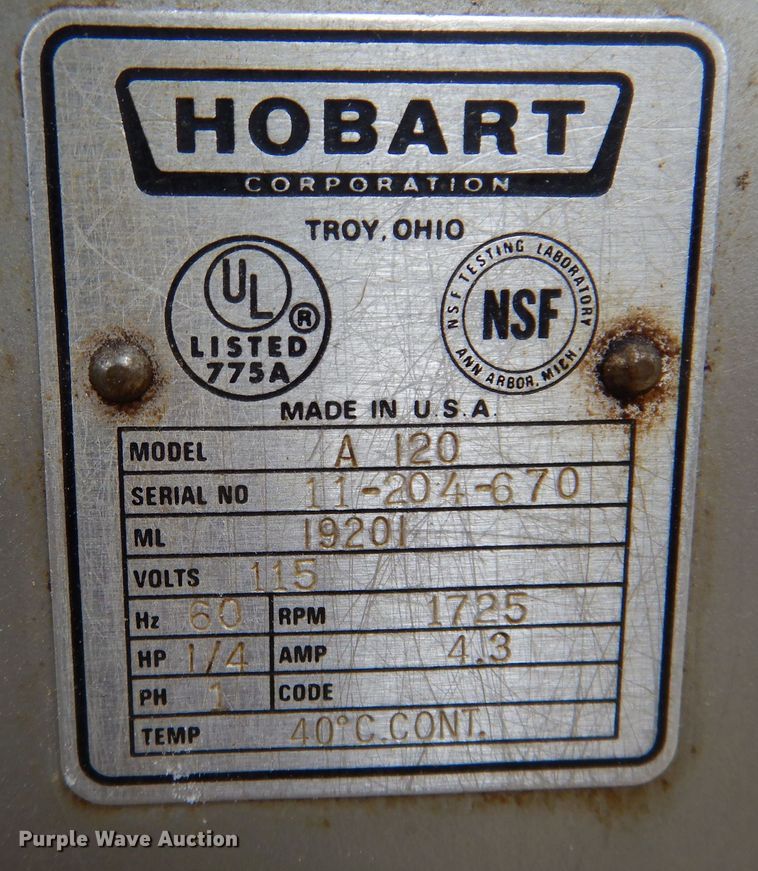 HOBART
CORPORATION
TROY, OHIO
UL ®
LISTED
775A
NSF TESTING LABORATORY
NSF
ANN ARBOR, MICH.
MADE IN U.S.A.
MODEL A 120
SERIAL NO 11-204-670
ML 19201
VOLTS 115
Hz 60 RPM 1725
HP 1/4 AMP 4.3
PH 1 CODE
TEMP 40°C.CONT.
Purple Wave Auction